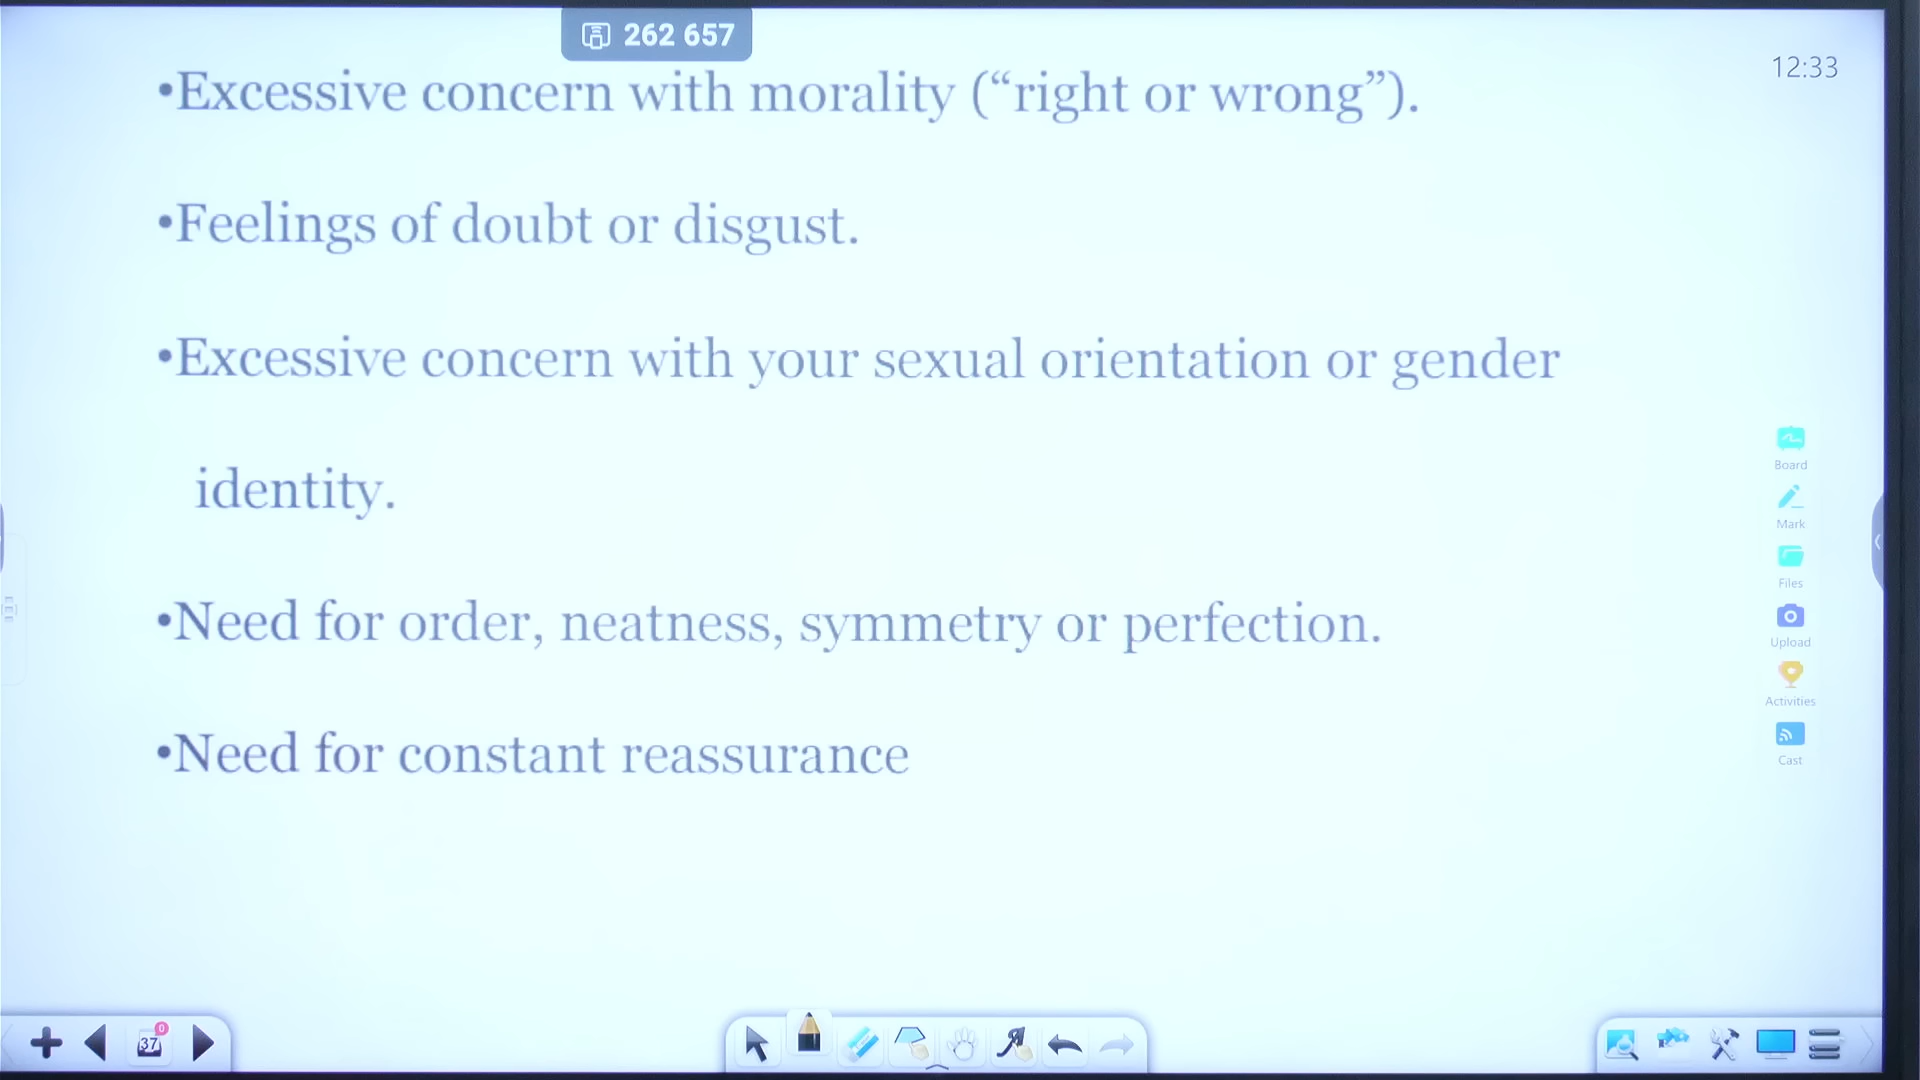 262 657
12:33
•Excessive concern with morality (“right or wrong”).
•Feelings of doubt or disgust.
•Excessive concern with your sexual orientation or gender
identity.
•Need for order, neatness, symmetry or perfection.
•Need for constant reassurance
Board
Mark
Files
Upload
Activities
Cast
0
37